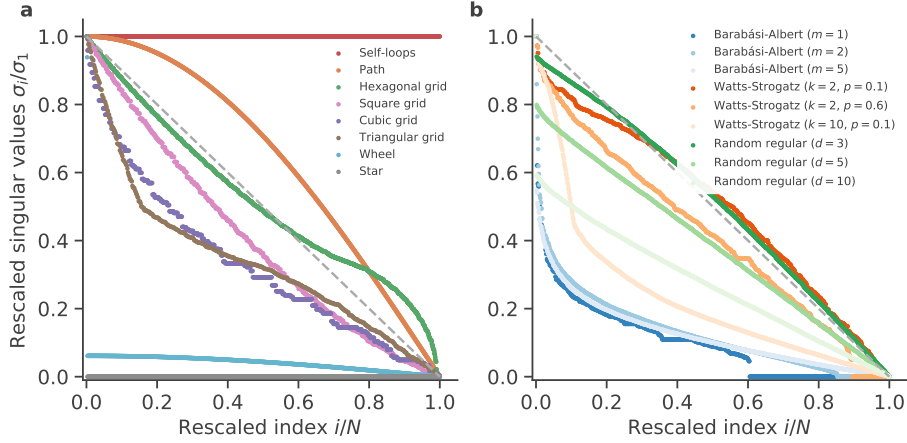 a
Rescaled singular values σi/σ1
1.0
0.8
0.6
0.4
0.2
0.0
0.0
0.2
0.4
0.6
0.8
1.0
Rescaled index i/N
Self-loops
Path
Hexagonal grid
Square grid
Cubic grid
Triangular grid
Wheel
Star
b
1.0
0.8
0.6
0.4
0.2
0.0
0.0
0.2
0.4
0.6
0.8
1.0
Rescaled index i/N
Barabási-Albert (m = 1)
Barabási-Albert (m = 2)
Barabási-Albert (m = 5)
Watts-Strogatz (k = 2, p = 0.1)
Watts-Strogatz (k = 2, p = 0.6)
Watts-Strogatz (k = 10, p = 0.1)
Random regular (d = 3)
Random regular (d = 5)
Random regular (d = 10)